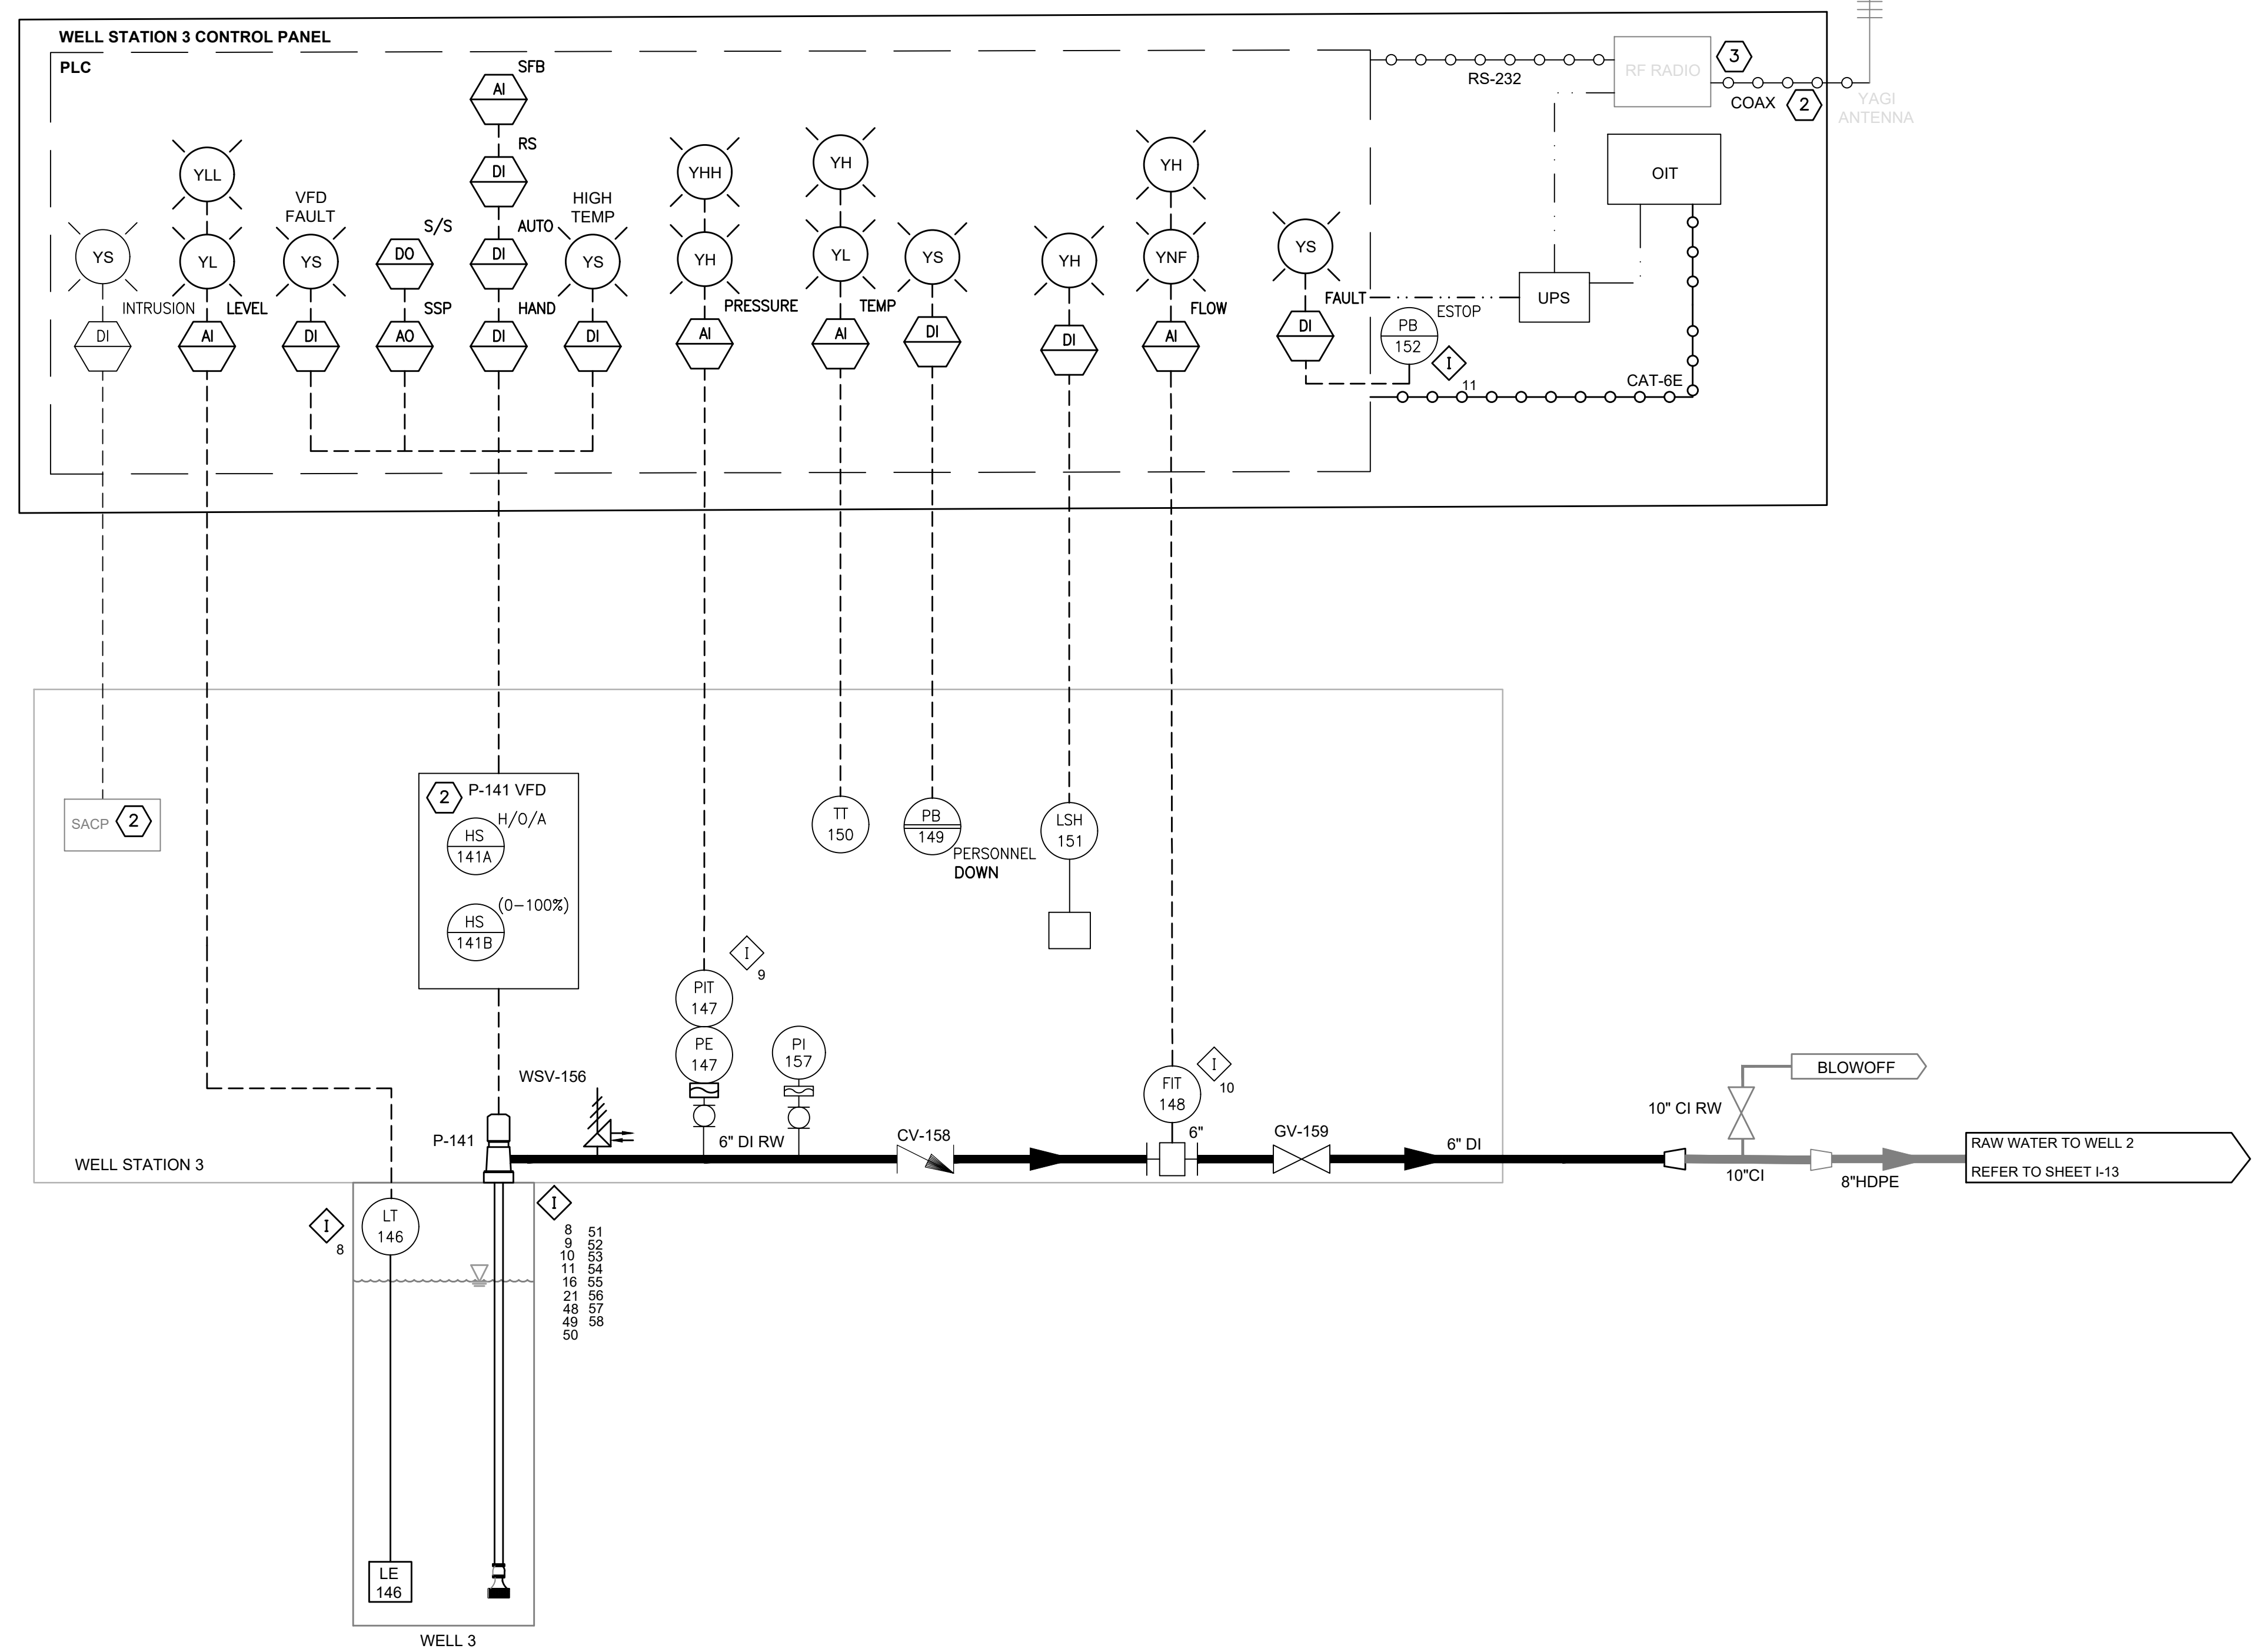 WELL STATION 3 CONTROL PANEL
PLC
SFB
AI
RS
DI
AUTO
DI
HAND
DI
YS
INTRUSION
DI
YLL
YL
LEVEL
AI
VFD
FAULT
YS
DI
S/S
DO
SSP
AO
HIGH
TEMP
YS
DI
YHH
YH
PRESSURE
AI
YH
YL
TEMP
AI
YS
DI
YH
DI
YH
YNF
FLOW
AI
YS
FAULT
DI
PB
152
ESTOP
I
11
RS-232
RF RADIO
3
COAX
2
YAGI
ANTENNA
OIT
UPS
CAT-6E
SACP
2
2
P-141 VFD
H/O/A
HS
141A
(0-100%)
HS
141B
TT
150
PB
149
PERSONNEL
DOWN
LSH
151
I
9
PIT
147
PE
147
PI
157
WSV-156
P-141
6" DI RW
CV-158
FIT
148
I
10
6"
GV-159
6" DI
10" CI RW
BLOWOFF
10"CI
8"HDPE
RAW WATER TO WELL 2
REFER TO SHEET I-13
WELL STATION 3
I
8
LT
146
I
8 51
9 52
10 53
11 54
16 55
21 56
48 57
49 58
50
LE
146
WELL 3